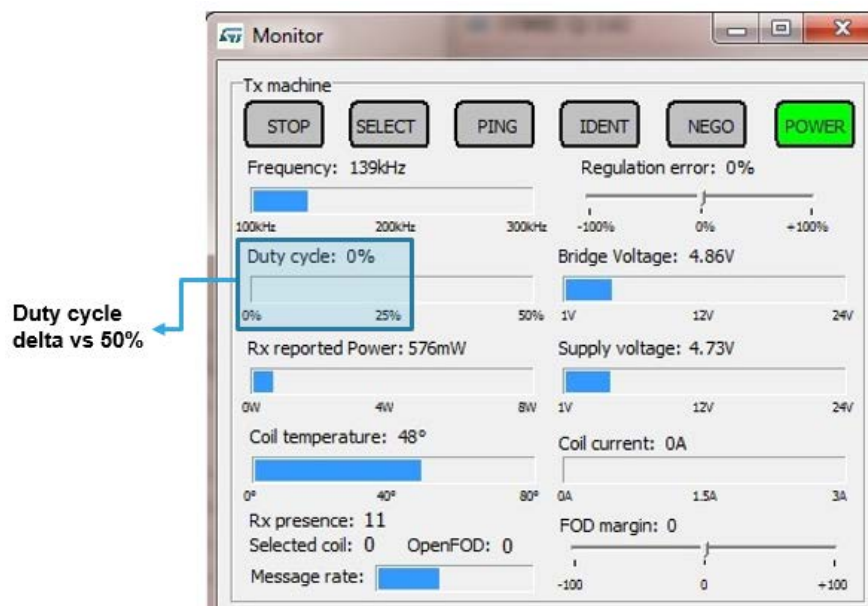 Monitor
Tx machine
STOP SELECT PING IDENT NEGO POWER
Frequency: 139kHz
Regulation error: 0%
100kHz 200kHz 300kHz
-100% 0% +100%
Duty cycle: 0%
Bridge Voltage: 4.86V
0% 25% 50%
1V 12V 24V
Duty cycle
delta vs 50%
Rx reported Power: 576mW
Supply voltage: 4.73V
0W 4W 8W
1V 12V 24V
Coil temperature: 48°
Coil current: 0A
0° 40° 80°
0A 1.5A 3A
Rx presence: 11
FOD margin: 0
Selected coil: 0 OpenFOD: 0
Message rate:
-100 0 +100